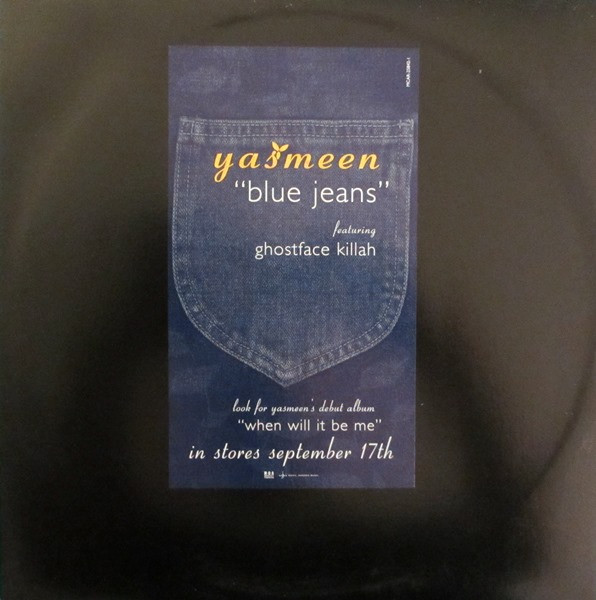 yasmeen
"blue jeans"
featuring
ghostface killah
look for yasmeen's debut album
"when will it be me"
in stores september 17th